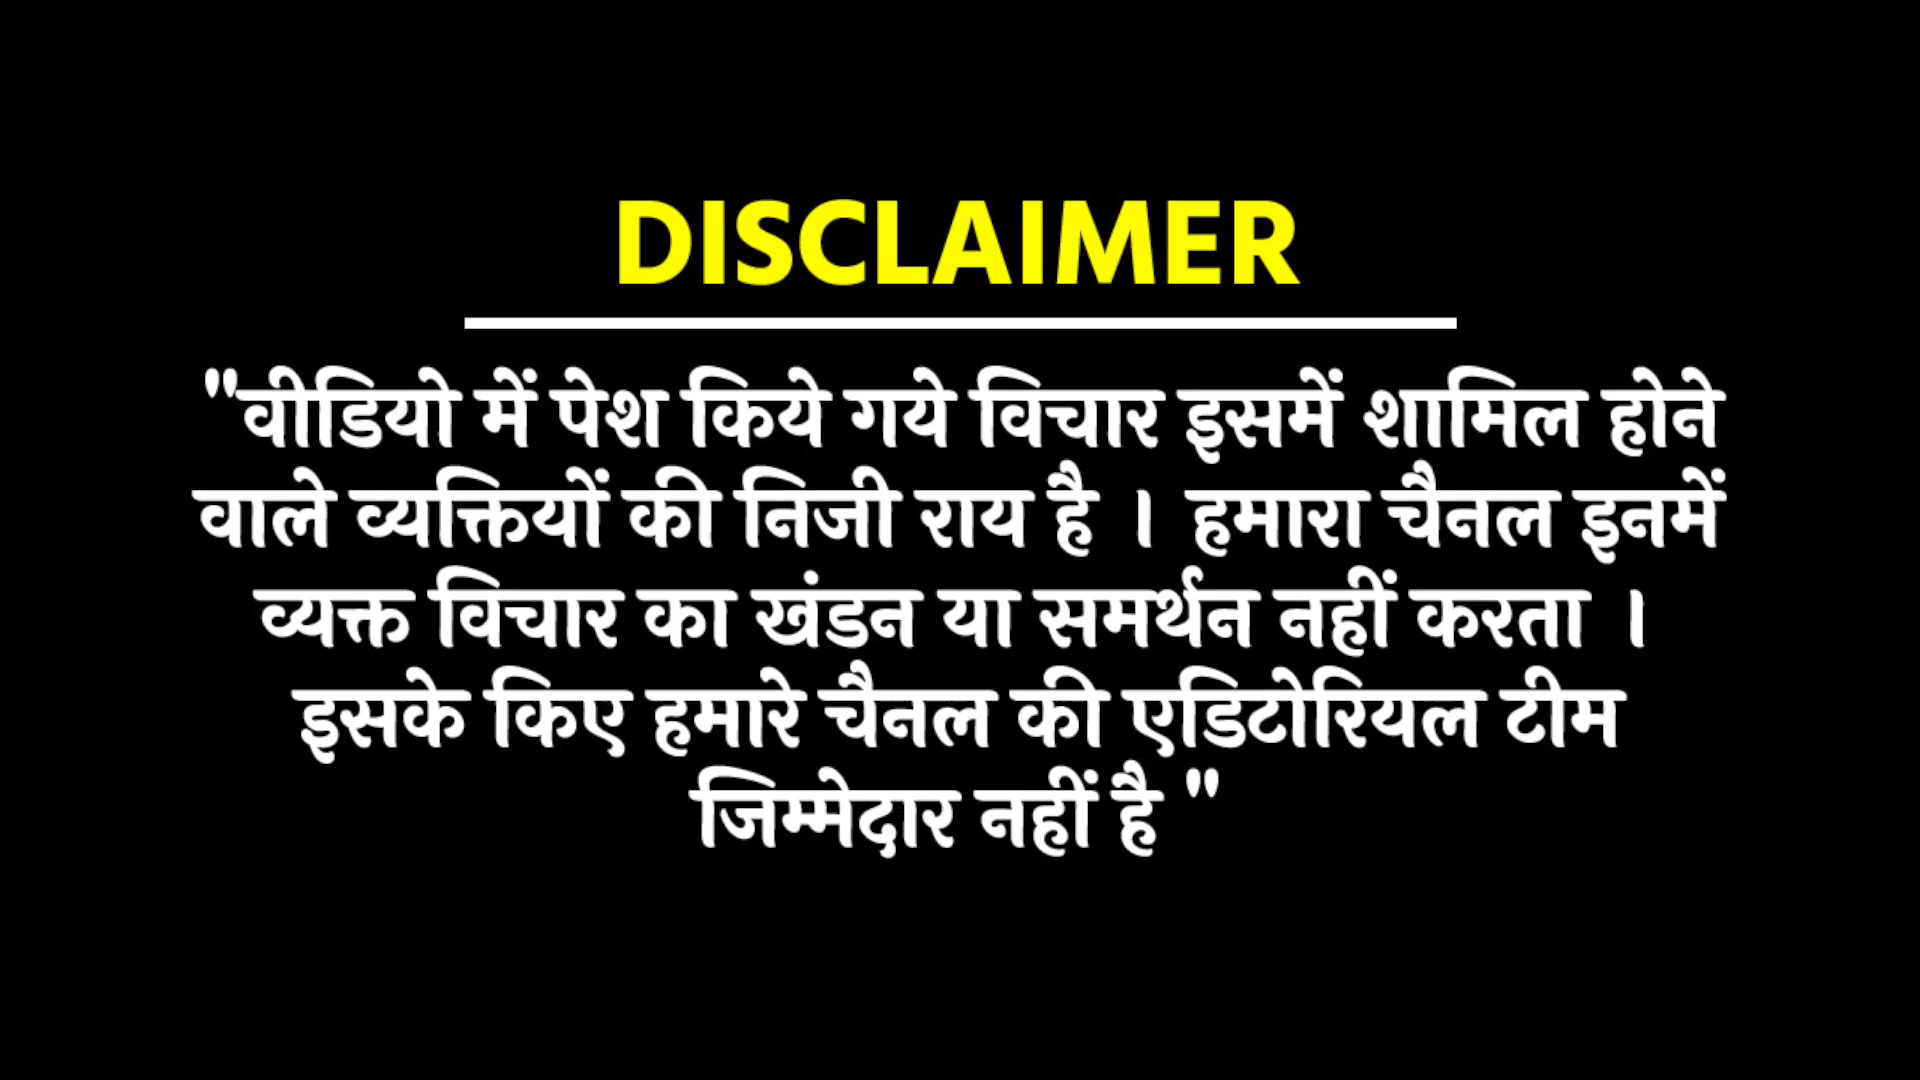 DISCLAIMER
"वीडियो में पेश किये गये विचार इसमें शामिल होने
वाले व्यक्तियों की निजी राय है । हमारा चैनल इनमें
व्यक्त विचार का खंडन या समर्थन नहीं करता ।
इसके किए हमारे चैनल की एडिटोरियल टीम
जिम्मेदार नहीं है "